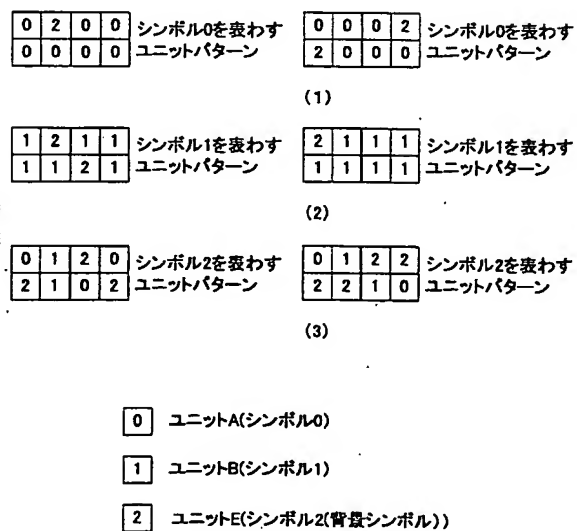 0 2 0 0 シンボル0を表わす 0 0 0 2 シンボル0を表わす
0 0 0 0 ユニットパターン 2 0 0 0 ユニットパターン
(1)
1 2 1 1 シンボル1を表わす 2 1 1 1 シンボル1を表わす
1 1 2 1 ユニットパターン 1 1 1 1 ユニットパターン
(2)
0 1 2 0 シンボル2を表わす 0 1 2 2 シンボル2を表わす
2 1 0 2 ユニットパターン 2 2 1 0 ユニットパターン
(3)
0 ユニットA(シンボル0)
1 ユニットB(シンボル1)
2 ユニットE(シンボル2(背景シンボル))